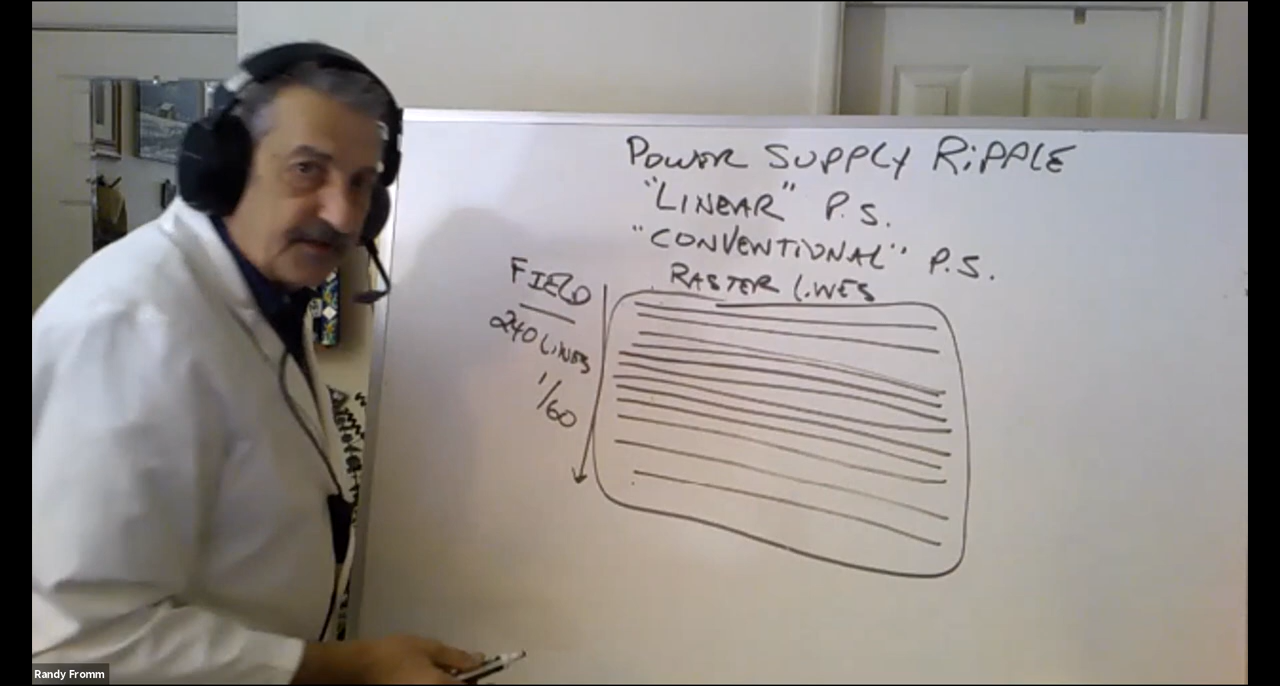 POWER SUPPLY RIPPLE
"LINEAR" P.S.
"CONVENTIONAL" P.S.
RASTER LINES
FIELD
240 LINES
1/60
Randy Fromm